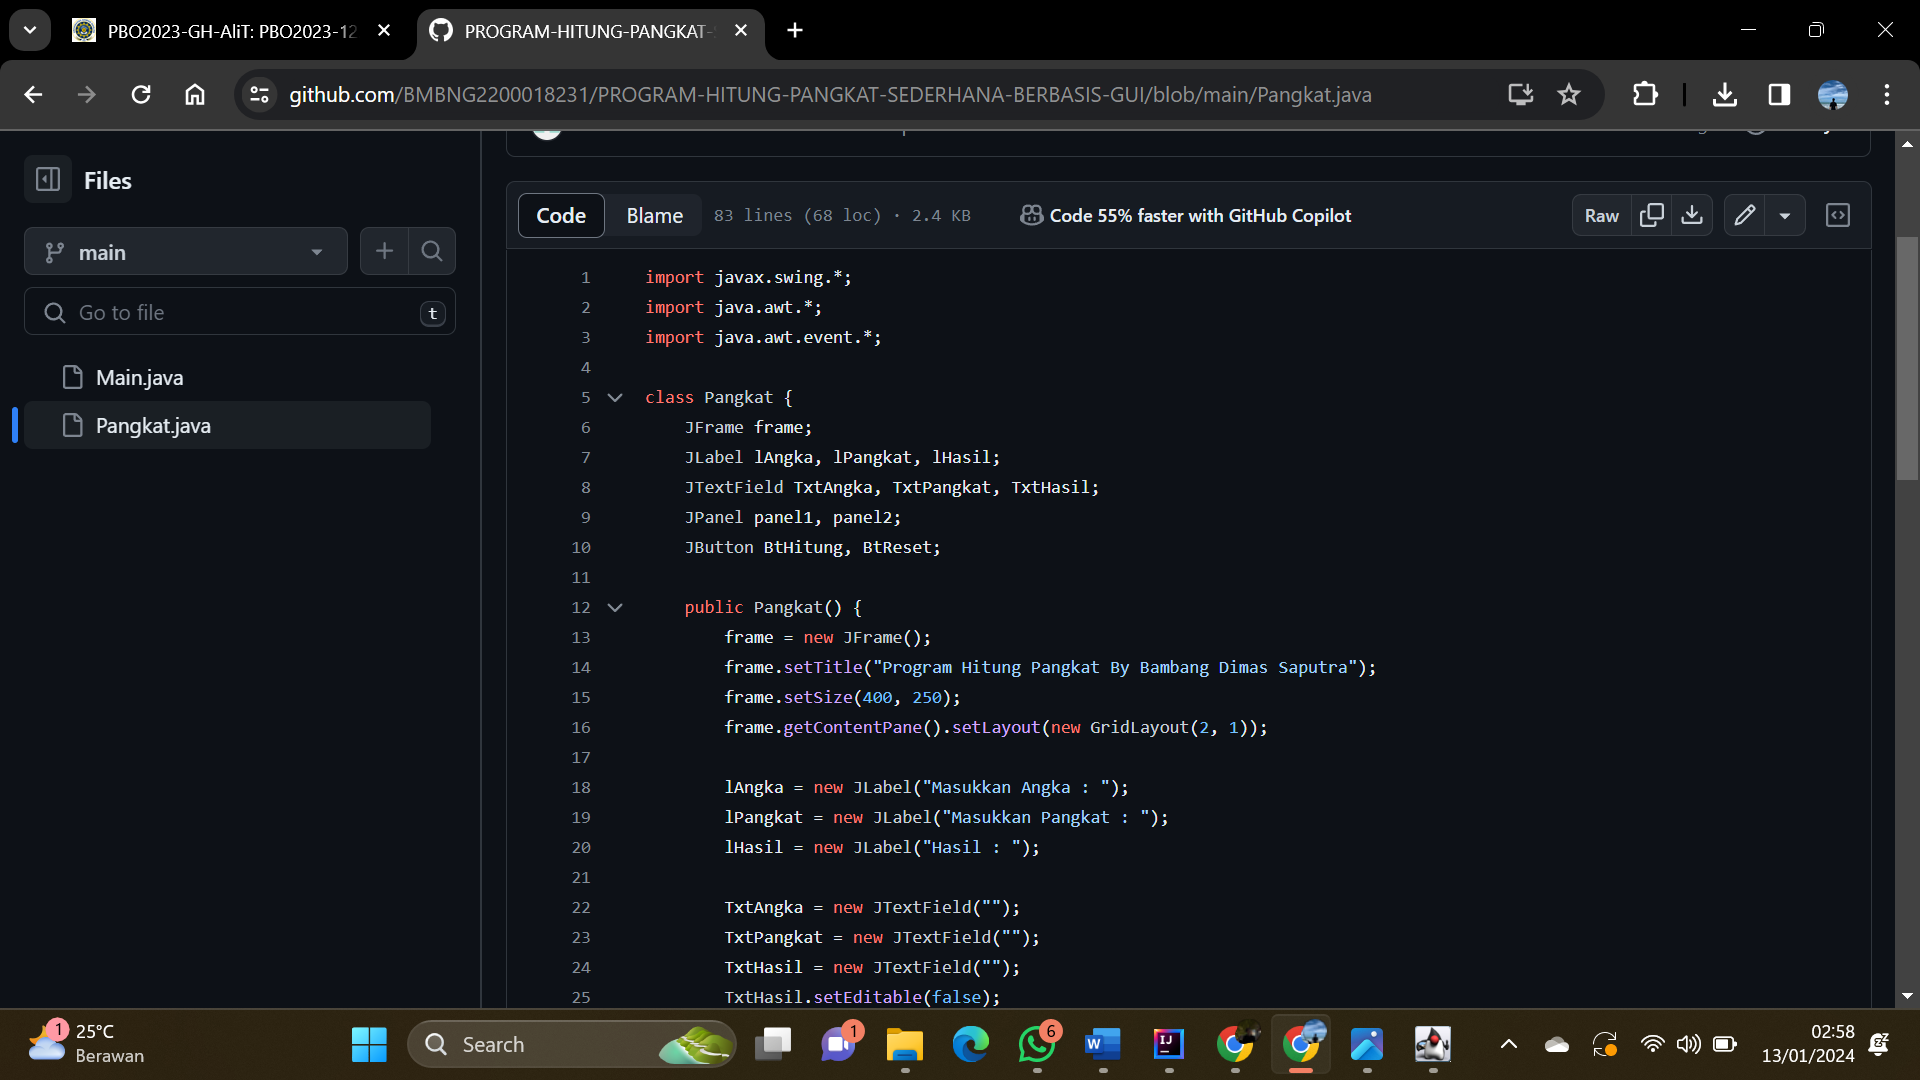 PBO2023-GH-AliT: PBO2023-12
PROGRAM-HITUNG-PANGKAT-
github.com/BMBNG2200018231/PROGRAM-HITUNG-PANGKAT-SEDERHANA-BERBASIS-GUI/blob/main/Pangkat.java
Files
main
Go to file
t
Main.java
Pangkat.java
Code
Blame
83 lines (68 loc) · 2.4 KB
Code 55% faster with GitHub Copilot
Raw
1 import javax.swing.*;
2 import java.awt.*;
3 import java.awt.event.*;
4
5 class Pangkat {
6 JFrame frame;
7 JLabel lAngka, lPangkat, lHasil;
8 JTextField TxtAngka, TxtPangkat, TxtHasil;
9 JPanel panel1, panel2;
10 JButton BtHitung, BtReset;
11
12 public Pangkat() {
13 frame = new JFrame();
14 frame.setTitle("Program Hitung Pangkat By Bambang Dimas Saputra");
15 frame.setSize(400, 250);
16 frame.getContentPane().setLayout(new GridLayout(2, 1));
17
18 lAngka = new JLabel("Masukkan Angka : ");
19 lPangkat = new JLabel("Masukkan Pangkat : ");
20 lHasil = new JLabel("Hasil : ");
21
22 TxtAngka = new JTextField("");
23 TxtPangkat = new JTextField("");
24 TxtHasil = new JTextField("");
25 TxtHasil.setEditable(false);
1
25°C
Berawan
Search
1
6
W
IJ
02:58
13/01/2024